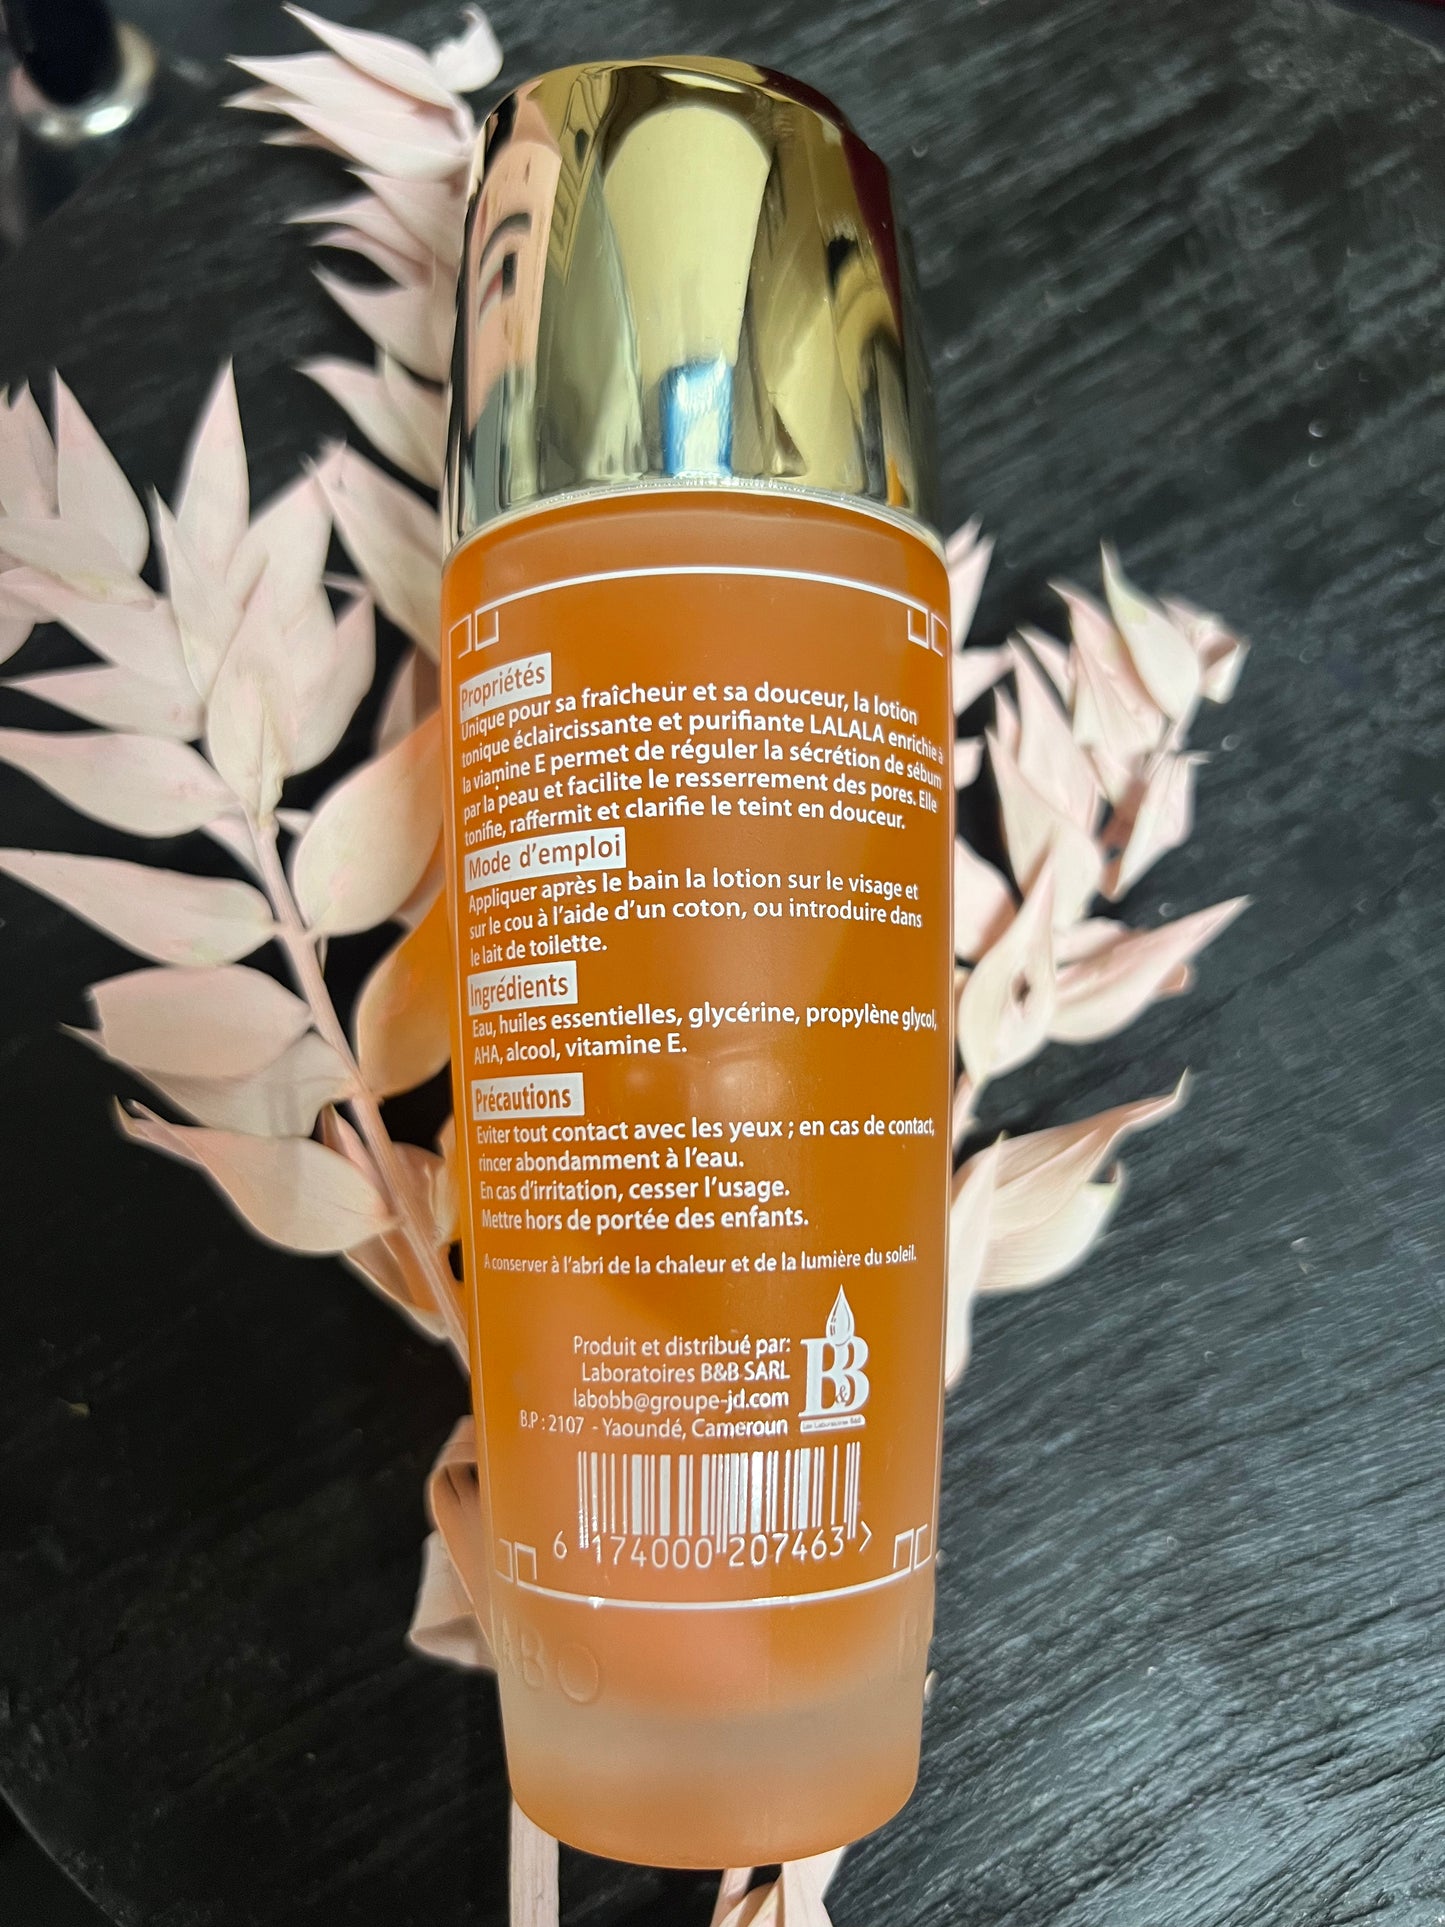 Propriétés
Unique pour sa fraîcheur et sa douceur, la lotion
tonique éclaircissante et purifiante LALALA enrichie à
la viamine E permet de réguler la sécrétion de sébum
par la peau et facilite le resserrement des pores. Elle
tonifie, raffermit et clarifie le teint en douceur.
Mode d'emploi
Appliquer après le bain la lotion sur le visage et
sur le cou à l'aide d'un coton, ou introduire dans
le lait de toilette.
Ingrédients
Eau, huiles essentielles, glycérine, propylène glycol,
AHA, alcool, vitamine E.
Précautions
Eviter tout contact avec les yeux ; en cas de contact,
rincer abondamment à l'eau.
En cas d'irritation, cesser l'usage.
Mettre hors de portée des enfants.
A conserver à l'abri de la chaleur et de la lumière du soleil.
Produit et distribué par:
Laboratoires B&B SARL
labobb@groupe-jd.com
B.P : 2107 - Yaoundé, Cameroun
B&B
Les Laboratoires B&B
6 174000 207463 >